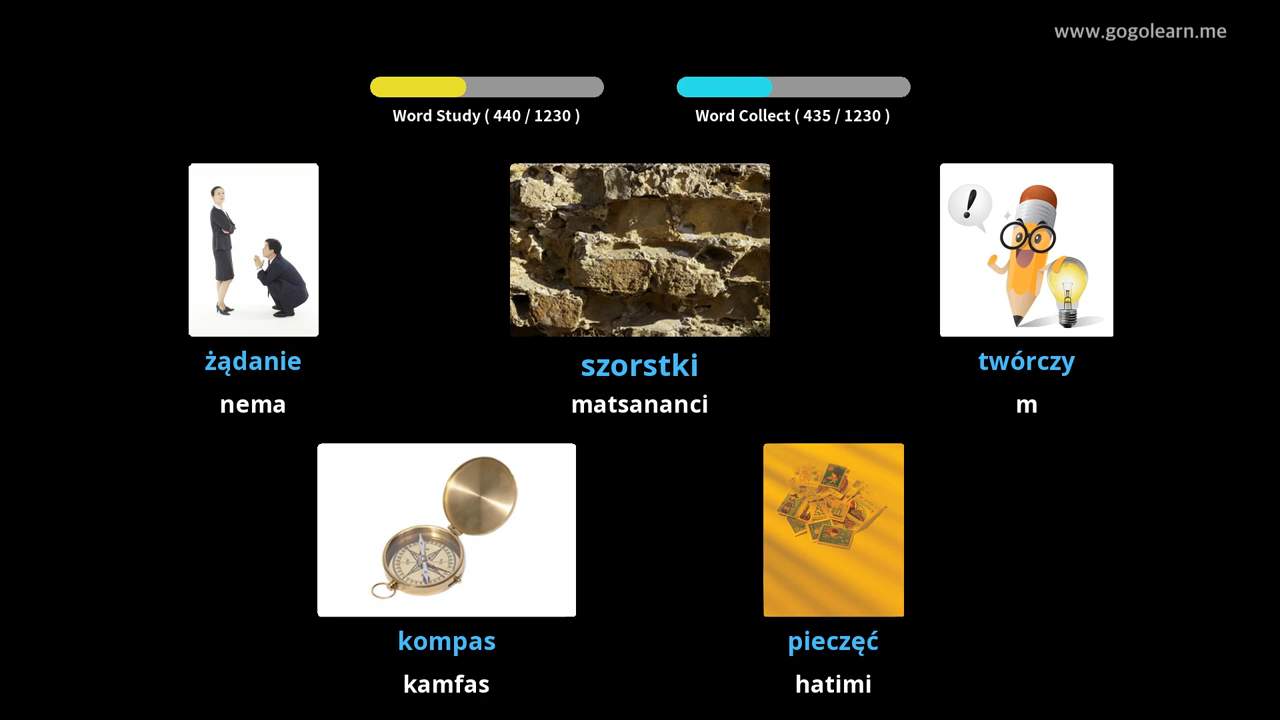 www.gogolearn.me
Word Study ( 440 / 1230 )
Word Collect ( 435 / 1230 )
żądanie
nema
szorstki
matsananci
twórczy
m
kompas
kamfas
pieczęć
hatimi